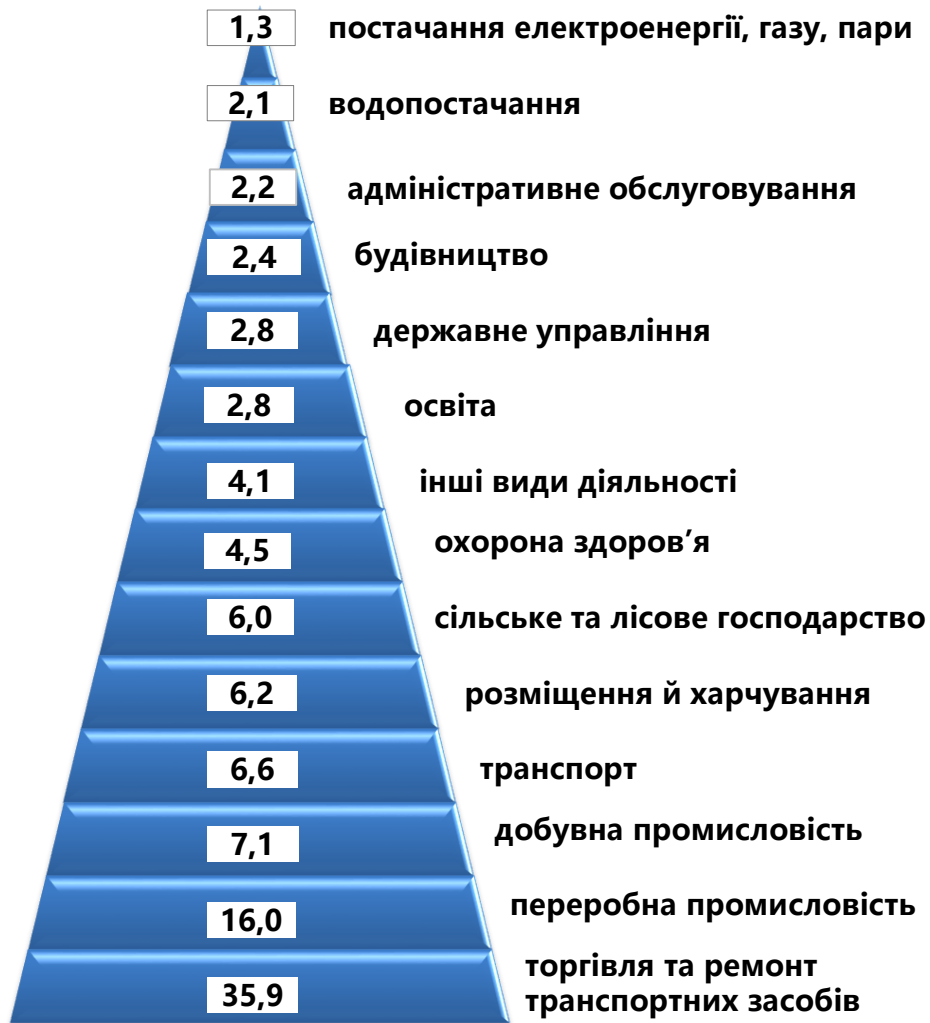 1,3 постачання електроенергії, газу, пари
2,1 водопостачання
2,2 адміністративне обслуговування
2,4 будівництво
2,8 державне управління
2,8 освіта
4,1 інші види діяльності
4,5 охорона здоров’я
6,0 сільське та лісове господарство
6,2 розміщення й харчування
6,6 транспорт
7,1 добувна промисловість
16,0 переробна промисловість
35,9 торгівля та ремонт
транспортних засобів